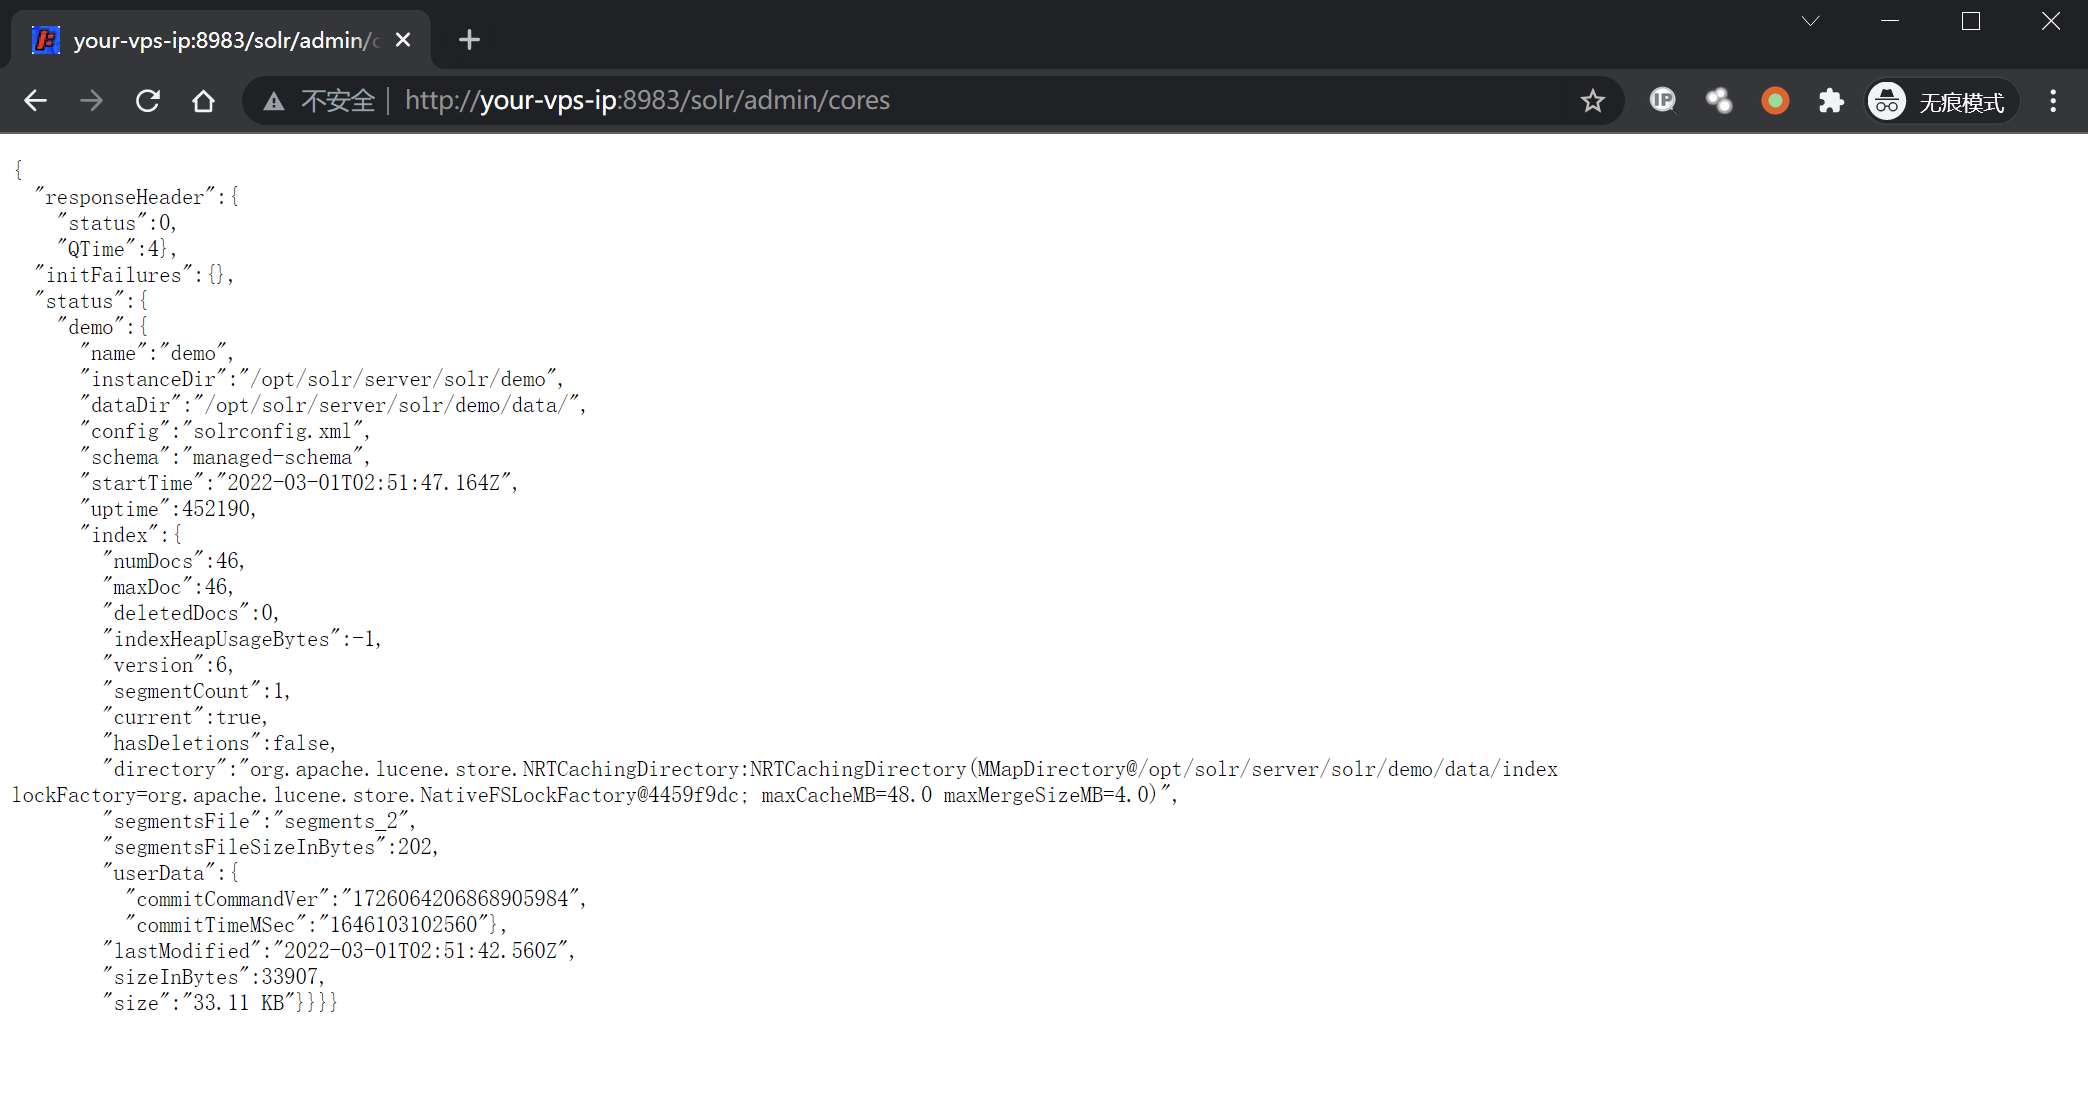 your-vps-ip:8983/solr/admin/c
不安全 | http://your-vps-ip:8983/solr/admin/cores
IP
无痕模式
{
  "responseHeader":{
    "status":0,
    "QTime":4},
  "initFailures":{},
  "status":{
    "demo":{
      "name":"demo",
      "instanceDir":"/opt/solr/server/solr/demo",
      "dataDir":"/opt/solr/server/solr/demo/data/",
      "config":"solrconfig.xml",
      "schema":"managed-schema",
      "startTime":"2022-03-01T02:51:47.164Z",
      "uptime":452190,
      "index":{
        "numDocs":46,
        "maxDoc":46,
        "deletedDocs":0,
        "indexHeapUsageBytes":-1,
        "version":6,
        "segmentCount":1,
        "current":true,
        "hasDeletions":false,
        "directory":"org.apache.lucene.store.NRTCachingDirectory:NRTCachingDirectory(MMapDirectory@/opt/solr/server/solr/demo/data/index
lockFactory=org.apache.lucene.store.NativeFSLockFactory@4459f9dc; maxCacheMB=48.0 maxMergeSizeMB=4.0)",
        "segmentsFile":"segments_2",
        "segmentsFileSizeInBytes":202,
        "userData":{
          "commitCommandVer":"1726064206868905984",
          "commitTimeMSec":"1646103102560"},
        "lastModified":"2022-03-01T02:51:42.560Z",
        "sizeInBytes":33907,
        "size":"33.11 KB"}}}}